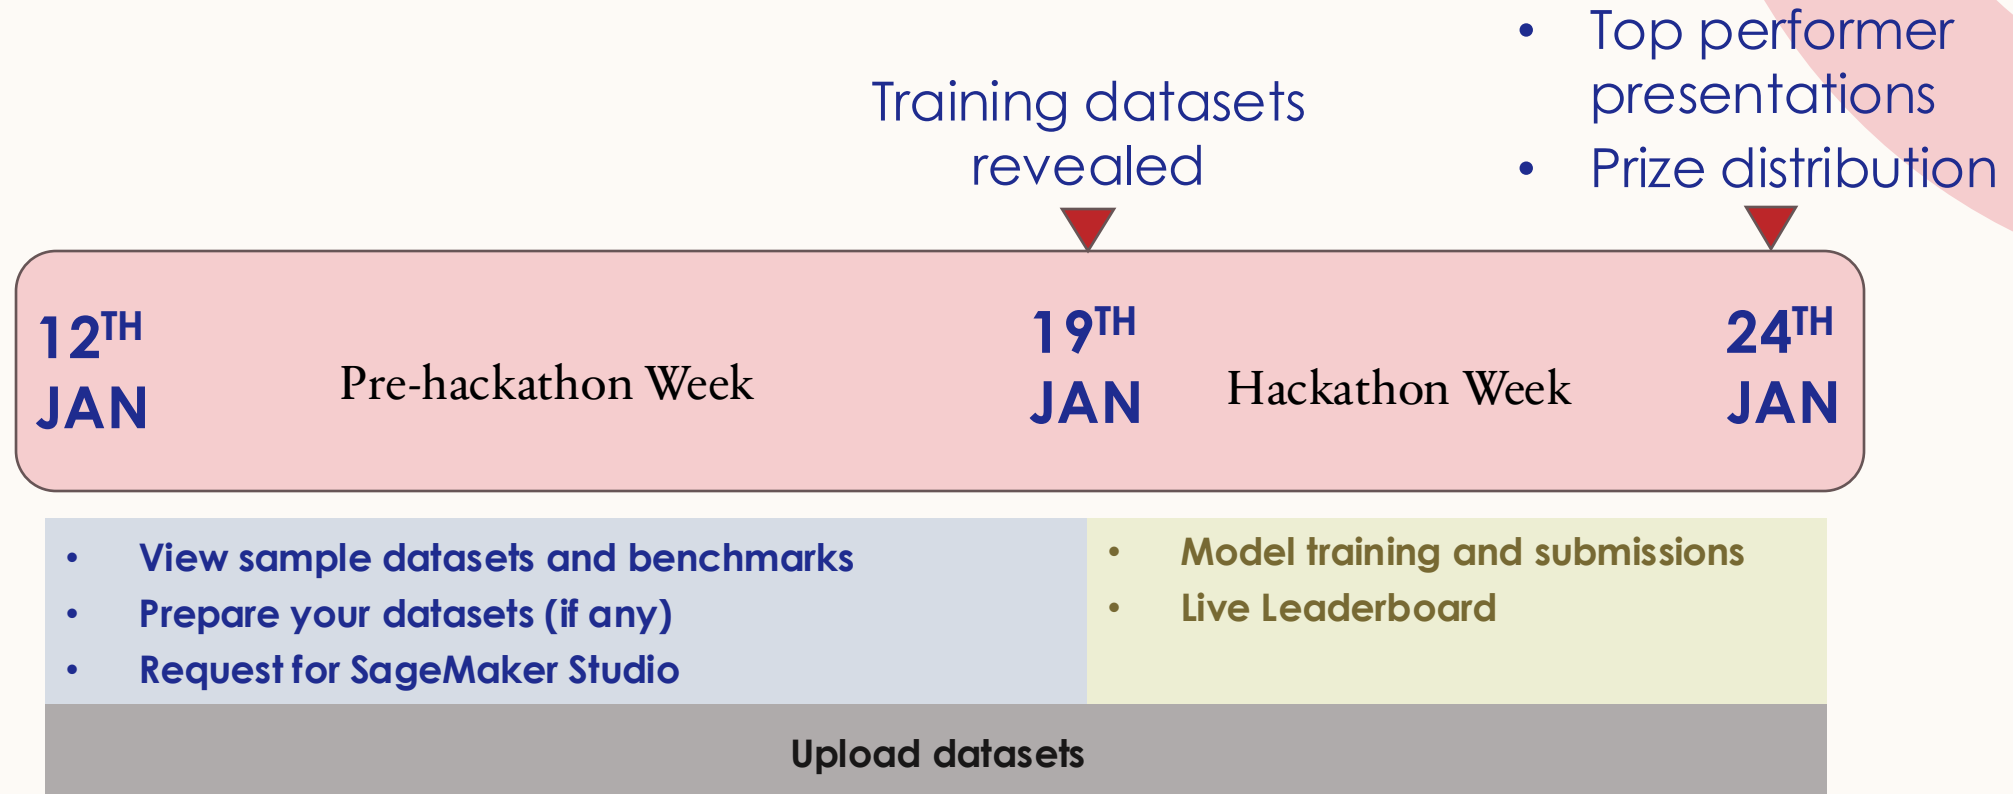 • Top performer
presentations
• Prize distribution
Training datasets
revealed
12TH
JAN
Pre-hackathon Week
19TH
JAN
Hackathon Week
24TH
JAN
• View sample datasets and benchmarks
• Prepare your datasets (if any)
• Request for SageMaker Studio
• Model training and submissions
• Live Leaderboard
Upload datasets